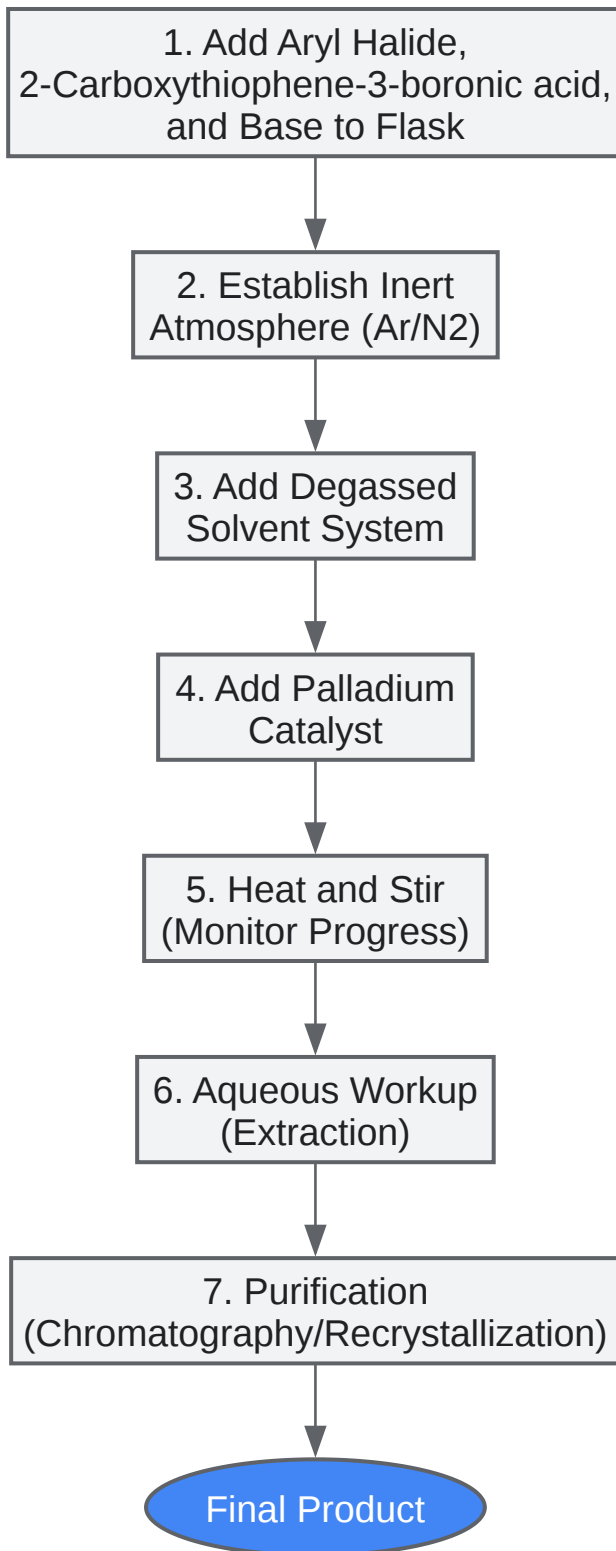 1. Add Aryl Halide,
2-Carboxythiophene-3-boronic acid,
and Base to Flask
2. Establish Inert
Atmosphere (Ar/N2)
3. Add Degassed
Solvent System
4. Add Palladium
Catalyst
5. Heat and Stir
(Monitor Progress)
6. Aqueous Workup
(Extraction)
7. Purification
(Chromatography/Recrystallization)
Final Product